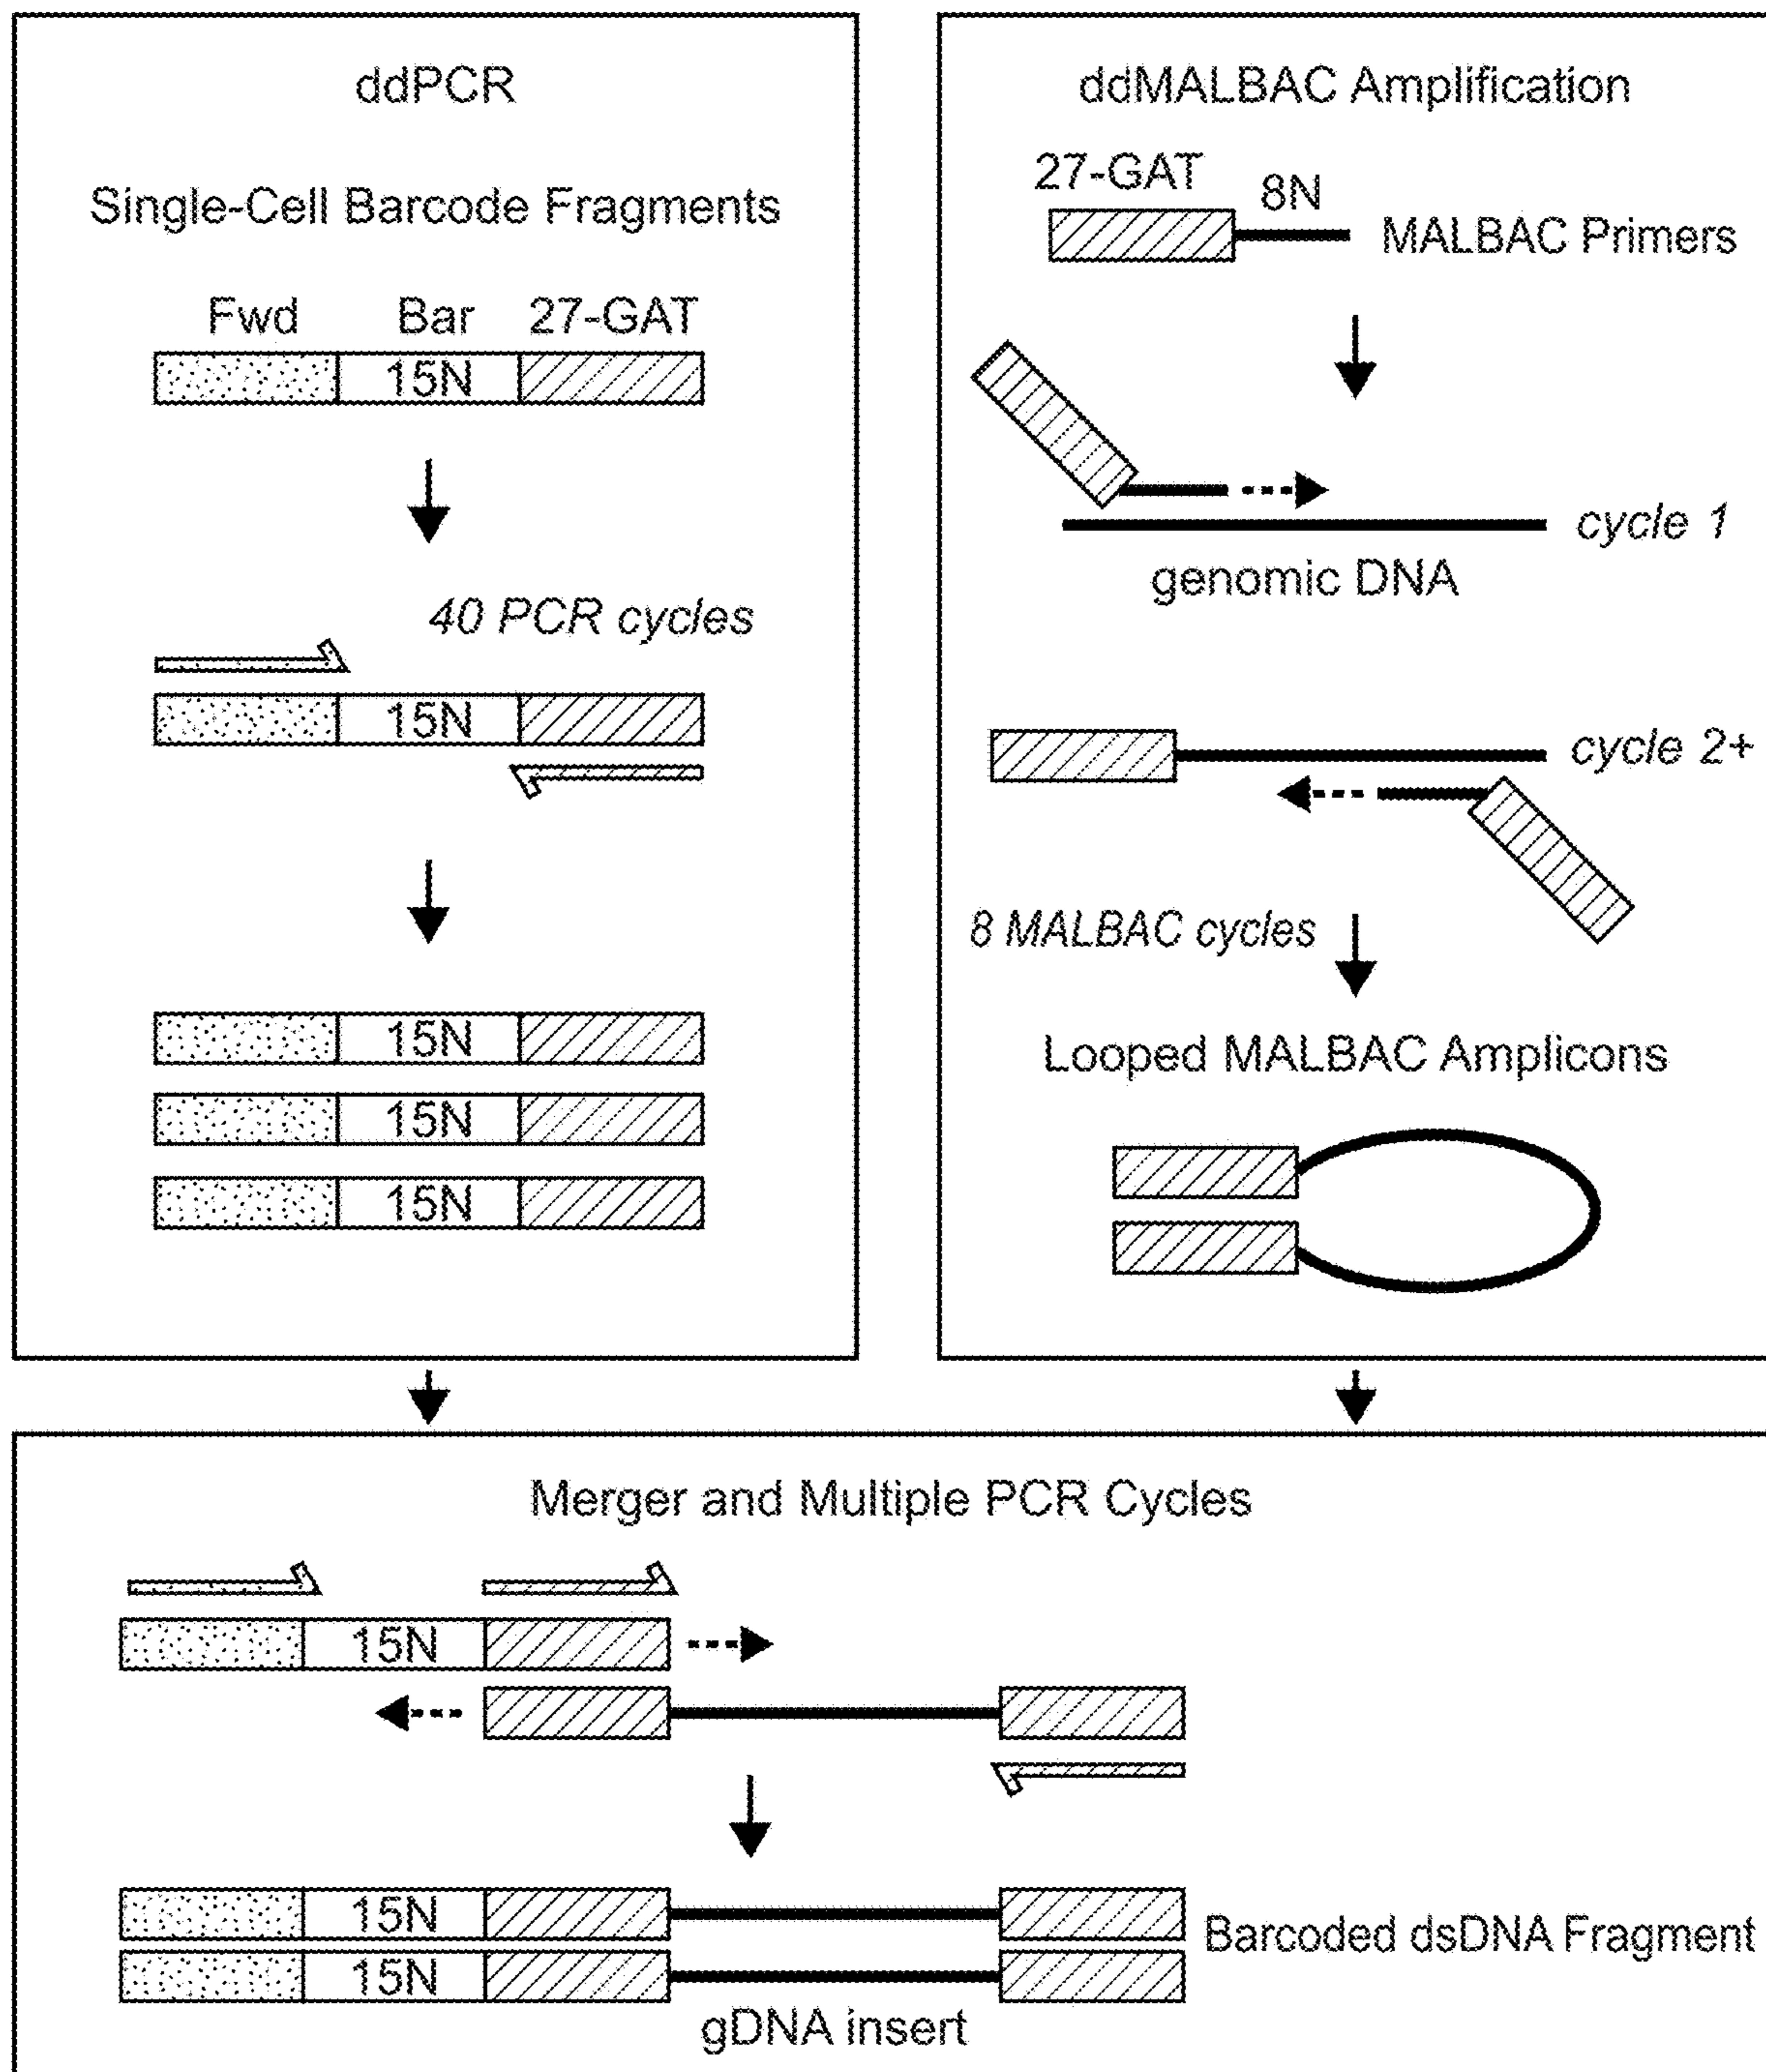 ddPCR
Single-Cell Barcode Fragments
Fwd Bar 27-GAT
15N
40 PCR cycles
15N
15N
15N
15N
ddMALBAC Amplification
27-GAT
8N
MALBAC Primers
cycle 1
genomic DNA
cycle 2+
8 MALBAC cycles
Looped MALBAC Amplicons
Merger and Multiple PCR Cycles
15N
15N
Barcoded dsDNA Fragment
15N
gDNA insert